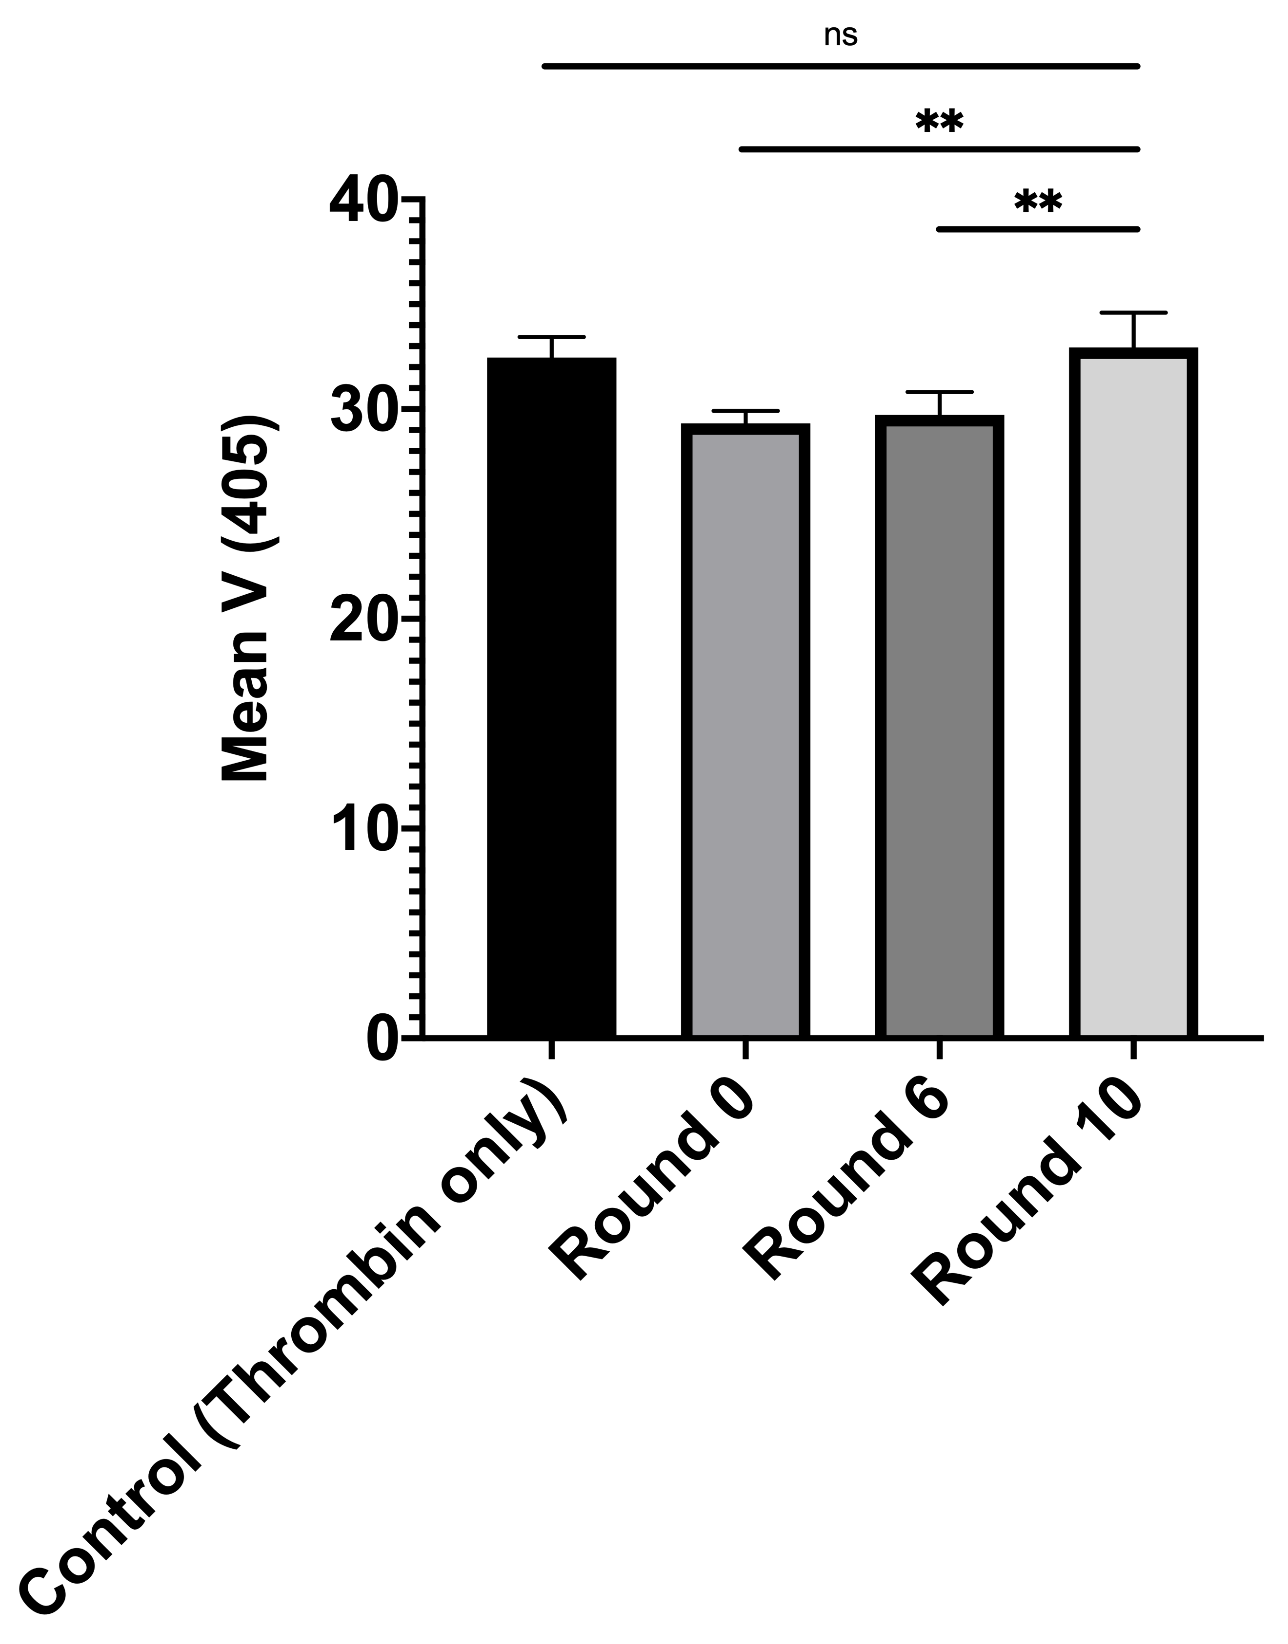 ns
**
**
Mean V (405)
40
30
20
10
0
Control (Thrombin only)
Round 0
Round 6
Round 10